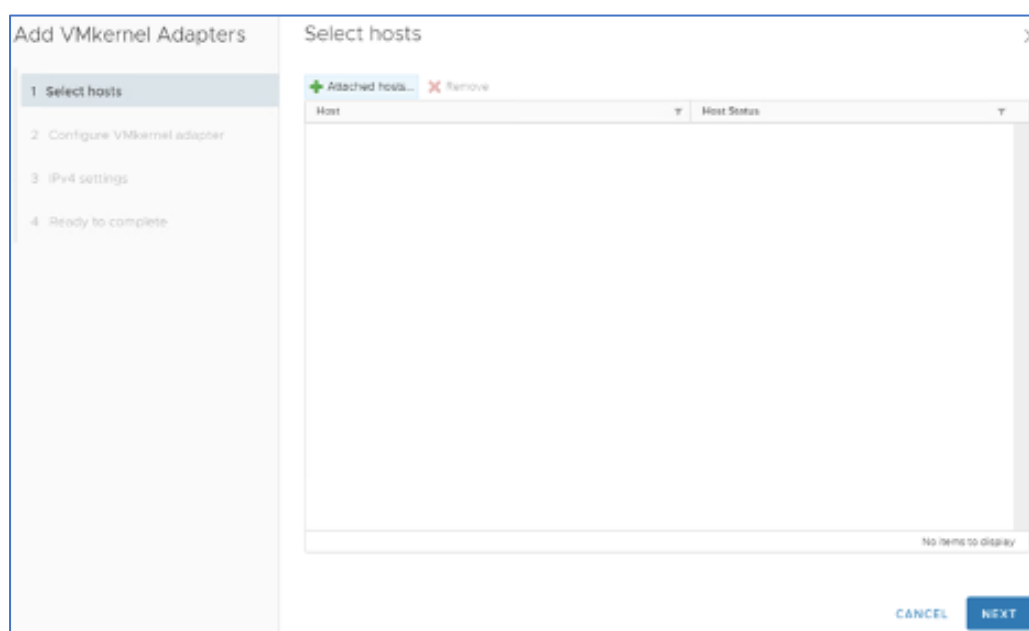 Add VMkernel Adapters
1 Select hosts
2 Configure VMkernel adapter
3 IPv4 settings
4 Ready to complete
Select hosts
Attached hosts... Remove
Host Host Status
No items to display
CANCEL NEXT